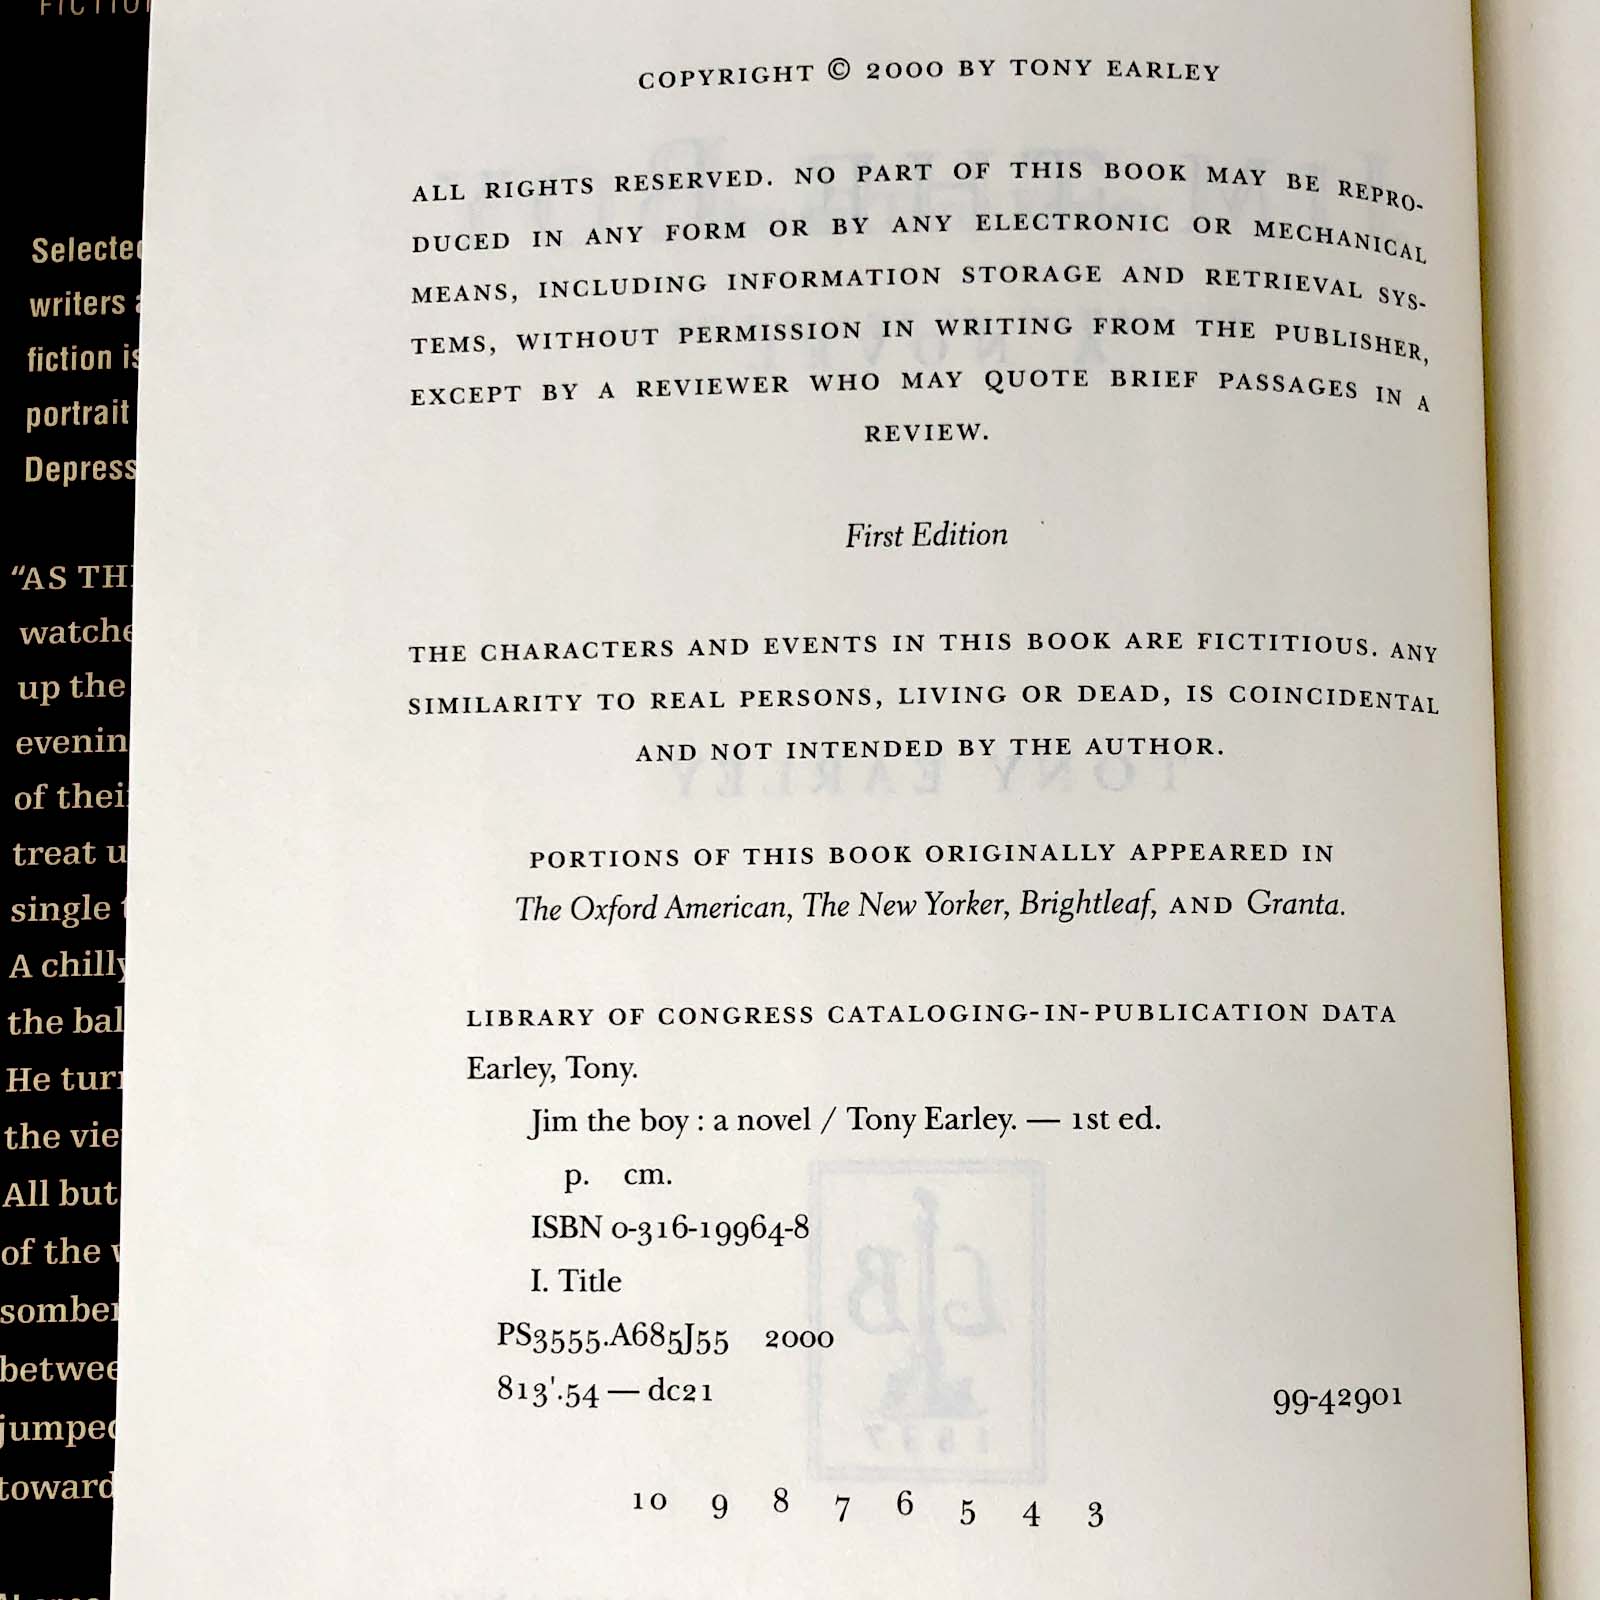 FICTION
Selected
writers
fiction is
portrait
Depress
“AS TH
watche
up the
evenin
of thei
treat u
single
A chilly
the bal
He tur
the vie
All but
of the
somber
betwee
jumped
toward
COPYRIGHT © 2000 BY TONY EARLEY
ALL RIGHTS RESERVED. NO PART OF THIS BOOK MAY BE REPRO-
DUCED IN ANY FORM OR BY ANY ELECTRONIC OR MECHANICAL
MEANS, INCLUDING INFORMATION STORAGE AND RETRIEVAL SYS-
TEMS, WITHOUT PERMISSION IN WRITING FROM THE PUBLISHER,
EXCEPT BY A REVIEWER WHO MAY QUOTE BRIEF PASSAGES IN A
REVIEW.
First Edition
THE CHARACTERS AND EVENTS IN THIS BOOK ARE FICTITIOUS. ANY
SIMILARITY TO REAL PERSONS, LIVING OR DEAD, IS COINCIDENTAL
AND NOT INTENDED BY THE AUTHOR.
PORTIONS OF THIS BOOK ORIGINALLY APPEARED IN
The Oxford American, The New Yorker, Brightleaf, AND Granta.
LIBRARY OF CONGRESS CATALOGING-IN-PUBLICATION DATA
Earley, Tony.
Jim the boy : a novel / Tony Earley. — 1st ed.
p. cm.
ISBN 0-316-19964-8
I. Title
PS3555.A685J55 2000
813'.54 — dc21 99-42901
10 9 8 7 6 5 4 3